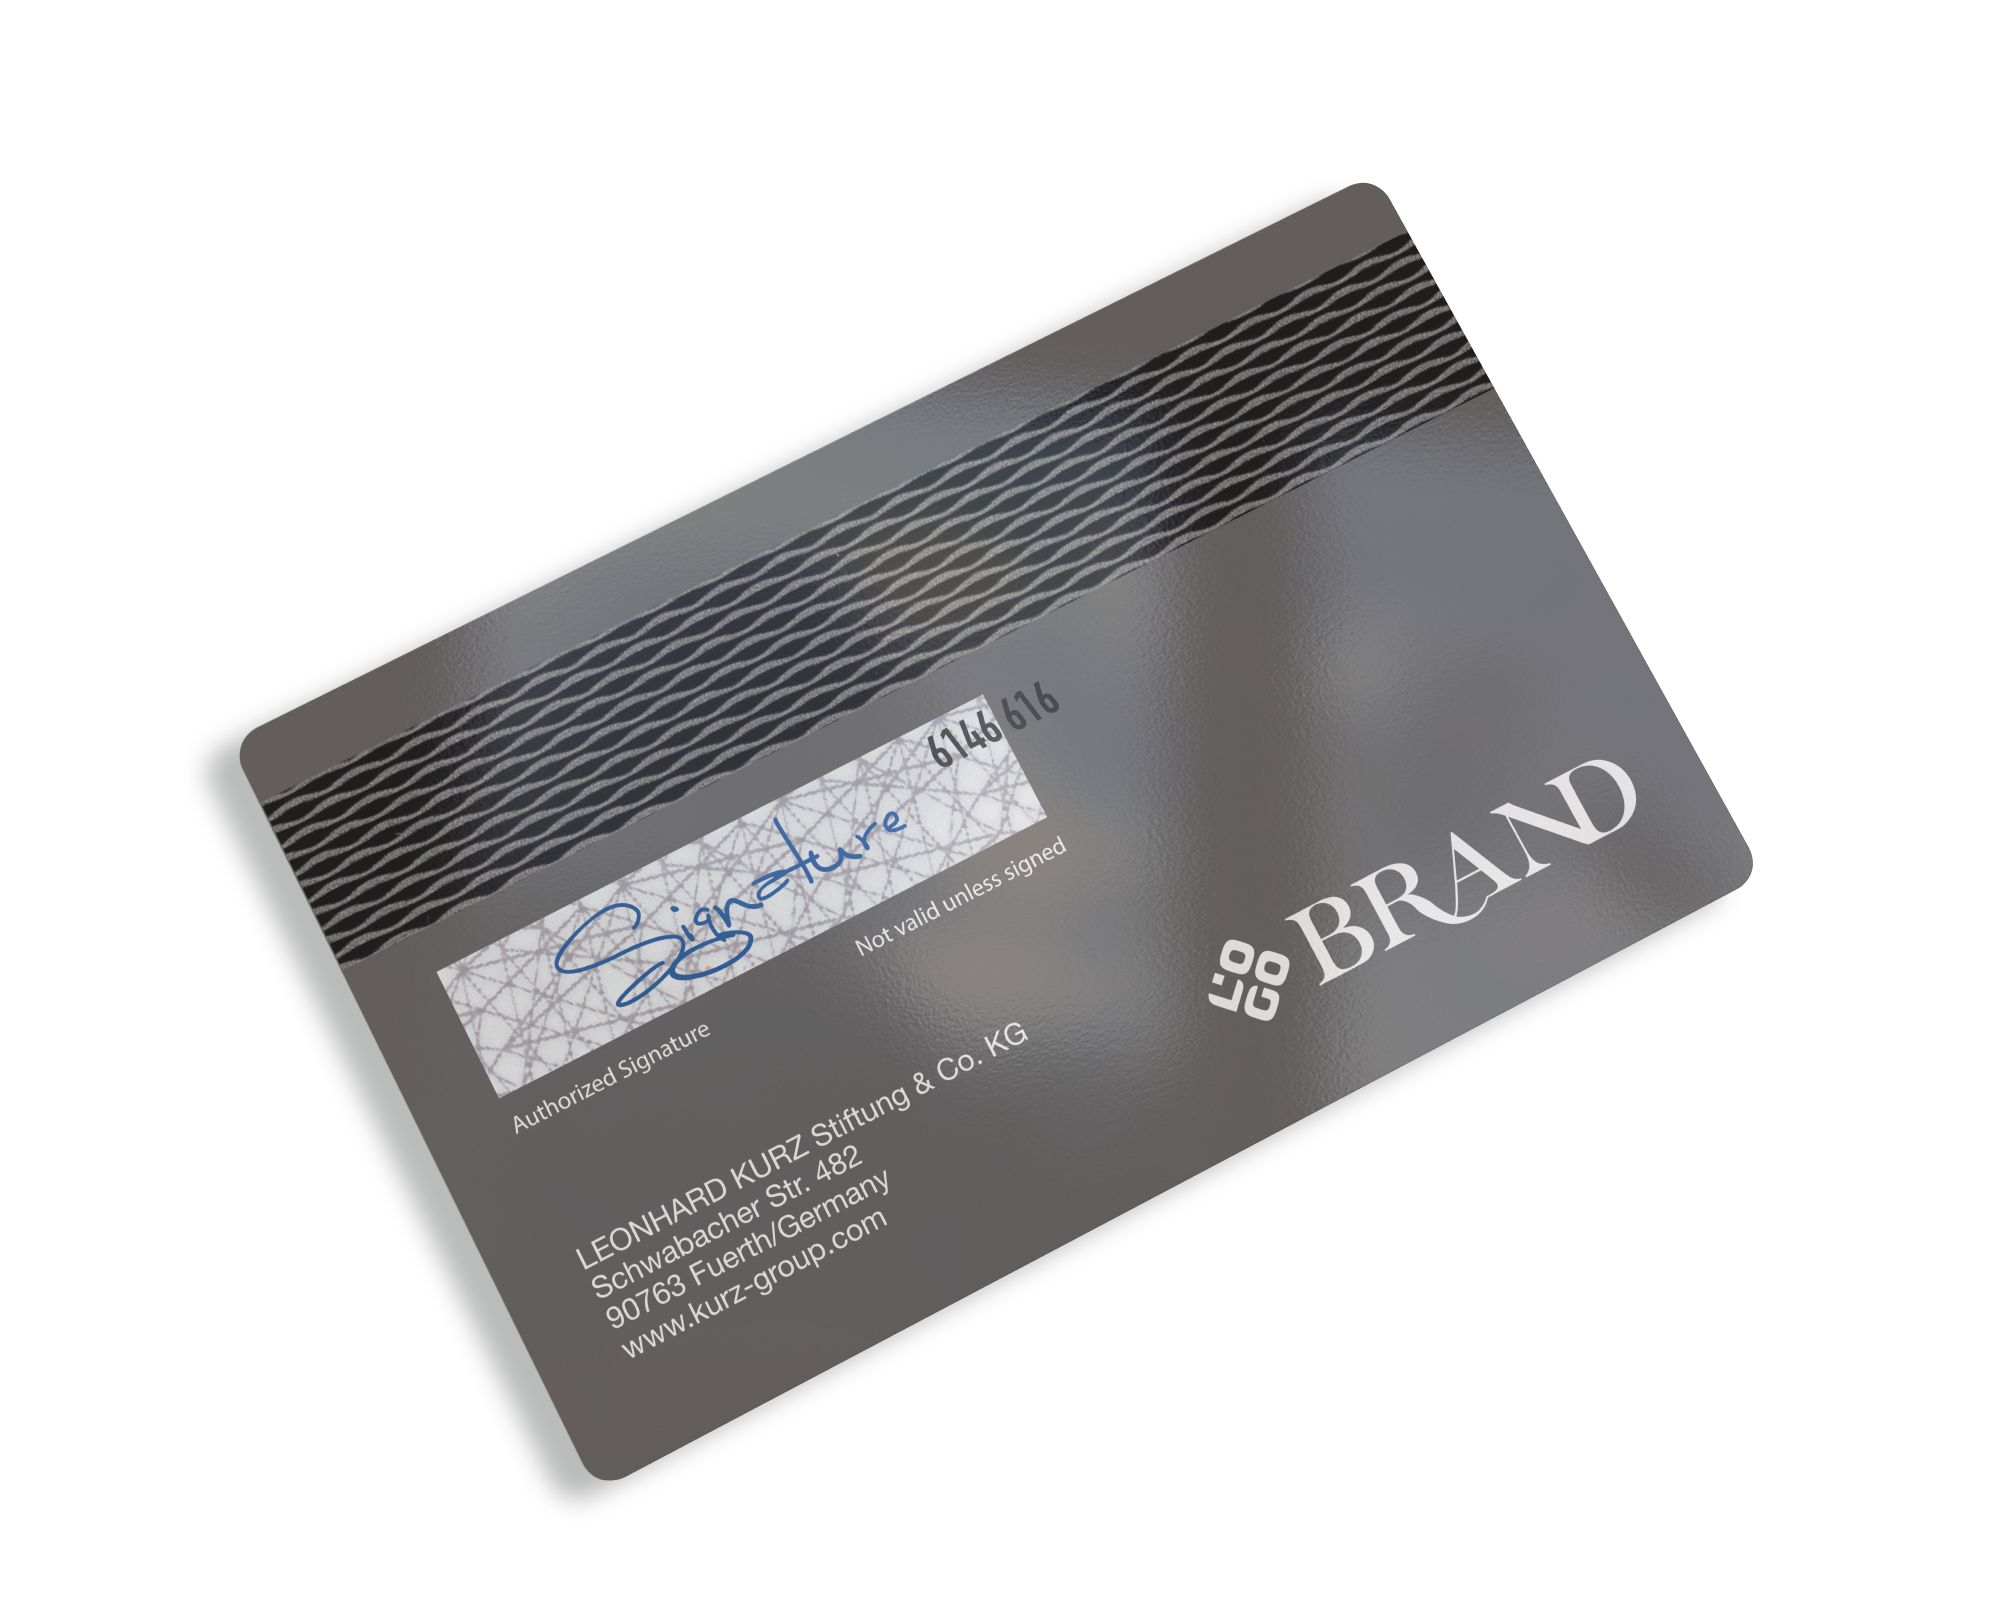 6146 616
Signature
Not valid unless signed
Authorized Signature
LEONHARD KURZ Stiftung & Co. KG
Schwabacher Str. 482
90763 Fuerth/Germany
www.kurz-group.com
LOGO
BRAND